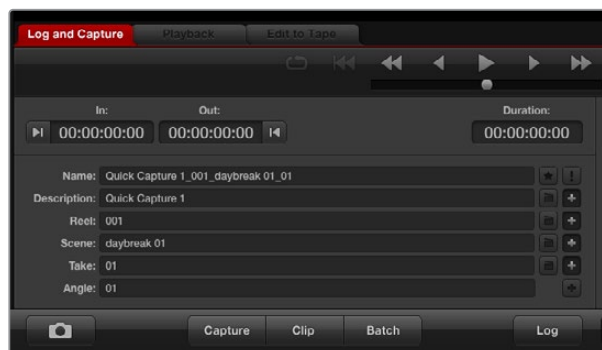 Log and Capture Playback Edit to Tape
In: Out: Duration:
00:00:00:00 00:00:00:00 00:00:00:00
Name: Quick Capture 1_001_daybreak 01_01
Description: Quick Capture 1
Reel: 001
Scene: daybreak 01
Take: 01
Angle: 01
Capture Clip Batch Log